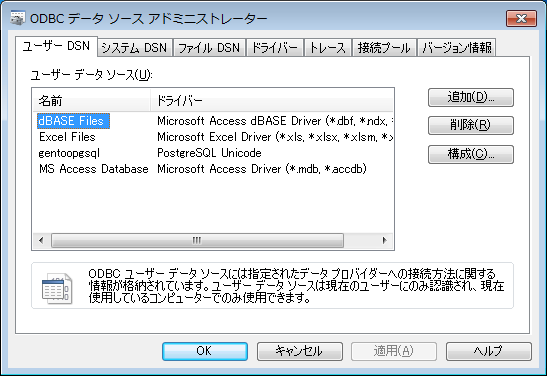 ODBC データ ソース アドミニストレーター
ユーザー DSN システム DSN ファイル DSN ドライバー トレース 接続プール バージョン情報
ユーザー データ ソース(U):
名前 ドライバー
dBASE Files Microsoft Access dBASE Driver (*.dbf, *.ndx, *
Excel Files Microsoft Excel Driver (*.xls, *.xlsx, *.xlsm, *.x
gentoopgsql PostgreSQL Unicode
MS Access Database Microsoft Access Driver (*.mdb, *.accdb)
追加(D)...
削除(R)
構成(C)...
ODBC ユーザー データ ソースには指定されたデータ プロバイダーへの接続方法に関する
情報が格納されています。ユーザー データ ソースは現在のユーザーにのみ認識され、現在
使用しているコンピューターでのみ使用できます。
OK キャンセル 適用(A) ヘルプ